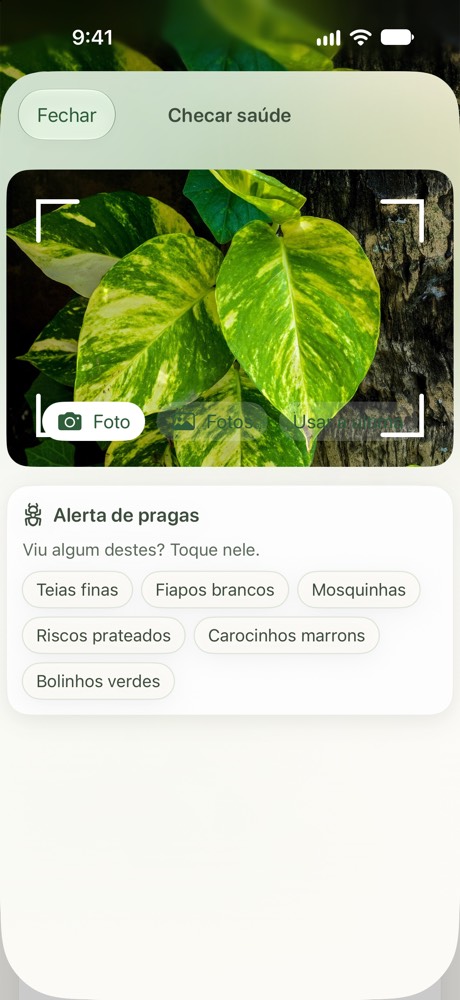 9:41
Fechar
Checar saúde
Foto
Fotos
Alerta de pragas
Viu algum destes? Toque nele.
Teias finas
Fiapos brancos
Mosquinhas
Riscos prateados
Carocinhos marrons
Bolinhos verdes